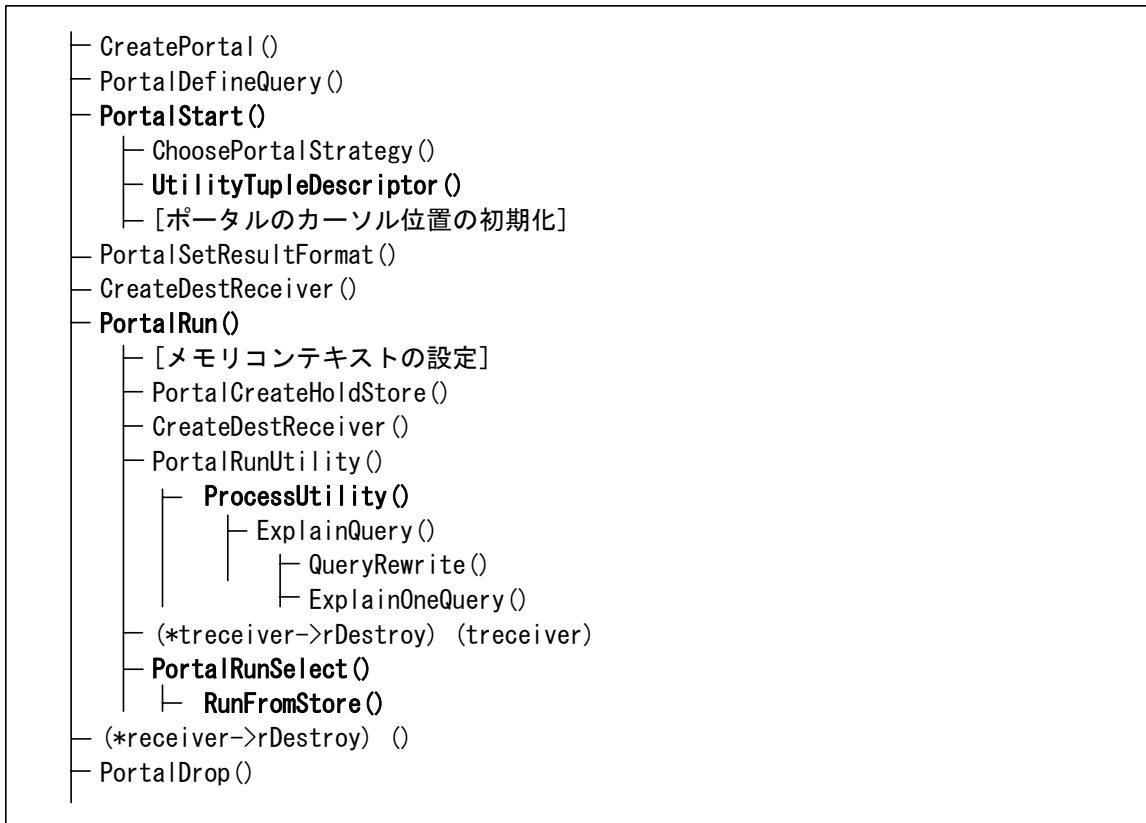 CreatePortal()
PortalDefineQuery()
PortalStart()
ChoosePortalStrategy()
UtilityTupleDescriptor()
[ポータルのカーソル位置の初期化]
PortalSetResultFormat()
CreateDestReceiver()
PortalRun()
[メモリコンテキストの設定]
PortalCreateHoldStore()
CreateDestReceiver()
PortalRunUtility()
ProcessUtility()
ExplainQuery()
QueryRewrite()
ExplainOneQuery()
(*treceiver->rDestroy) (treceiver)
PortalRunSelect()
RunFromStore()
(*receiver->rDestroy) ()
PortalDrop()